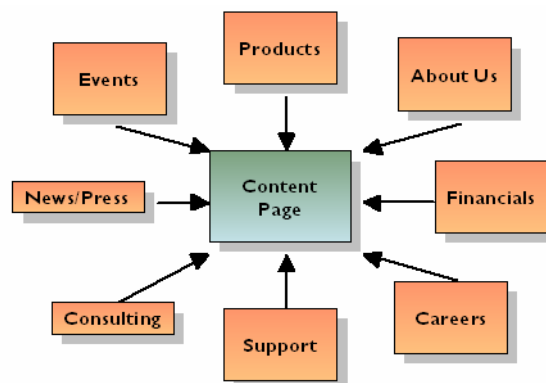 Products
Events
About Us
Content
Page
News/Press
Financials
Consulting
Support
Careers